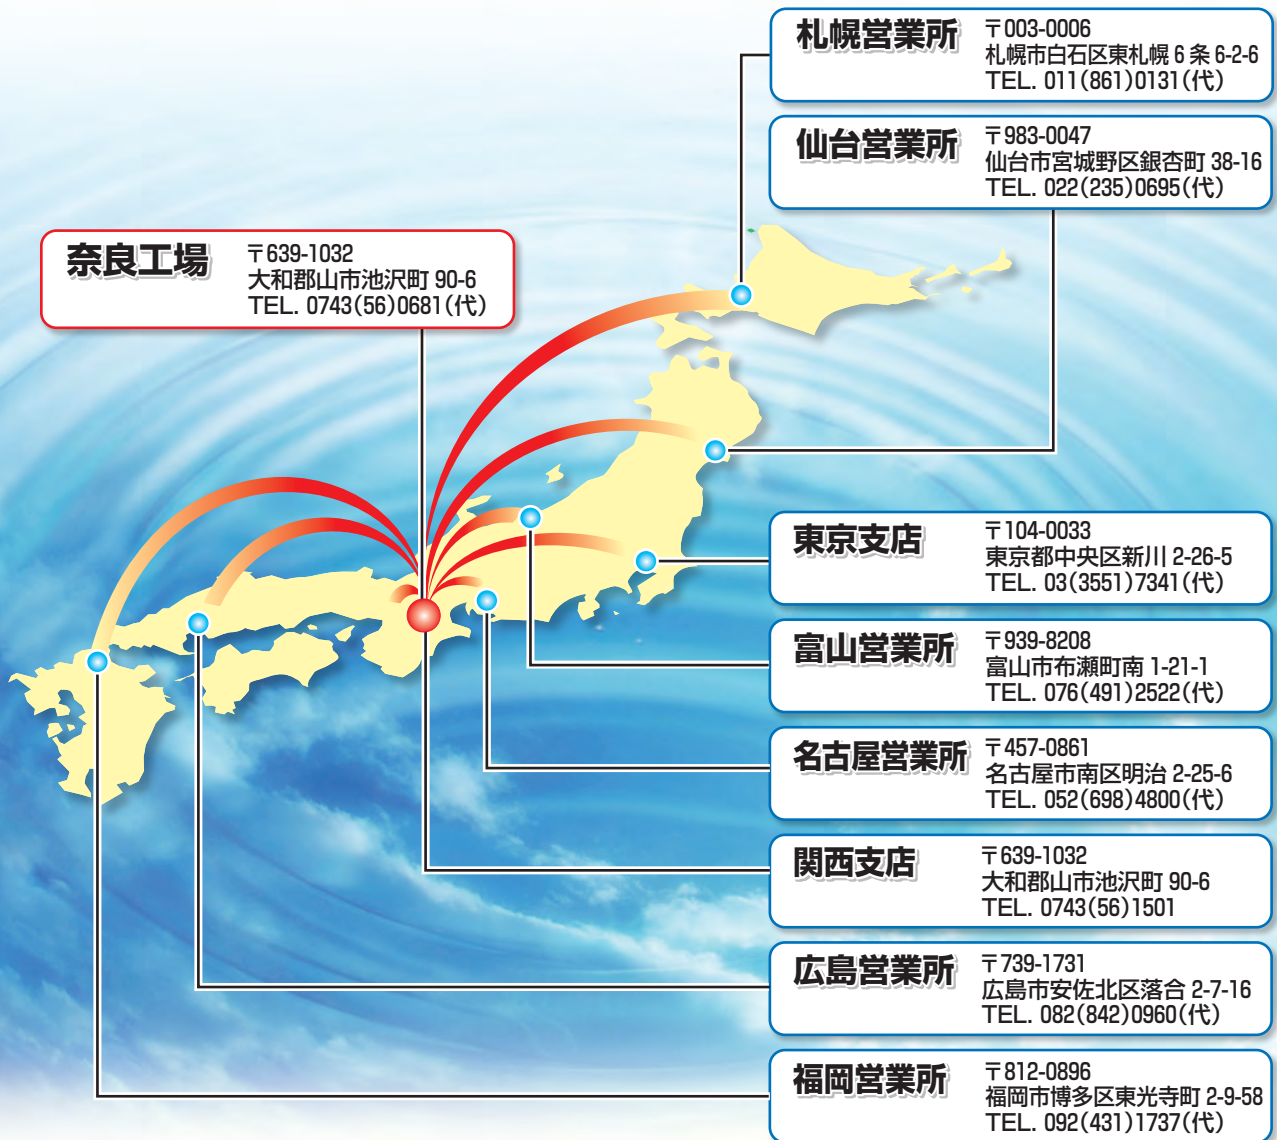 札幌営業所
〒003-0006
札幌市白石区東札幌 6 条 6-2-6
TEL. 011(861)0131(代)
仙台営業所
〒983-0047
仙台市宮城野区銀杏町 38-16
TEL. 022(235)0695(代)
奈良工場
〒639-1032
大和郡山市池沢町 90-6
TEL. 0743(56)0681(代)
東京支店
〒104-0033
東京都中央区新川 2-26-5
TEL. 03(3551)7341(代)
富山営業所
〒939-8208
富山市布瀬町南 1-21-1
TEL. 076(491)2522(代)
名古屋営業所
〒457-0861
名古屋市南区明治 2-25-6
TEL. 052(698)4800(代)
関西支店
〒639-1032
大和郡山市池沢町 90-6
TEL. 0743(56)1501
広島営業所
〒739-1731
広島市安佐北区落合 2-7-16
TEL. 082(842)0960(代)
福岡営業所
〒812-0896
福岡市博多区東光寺町 2-9-58
TEL. 092(431)1737(代)